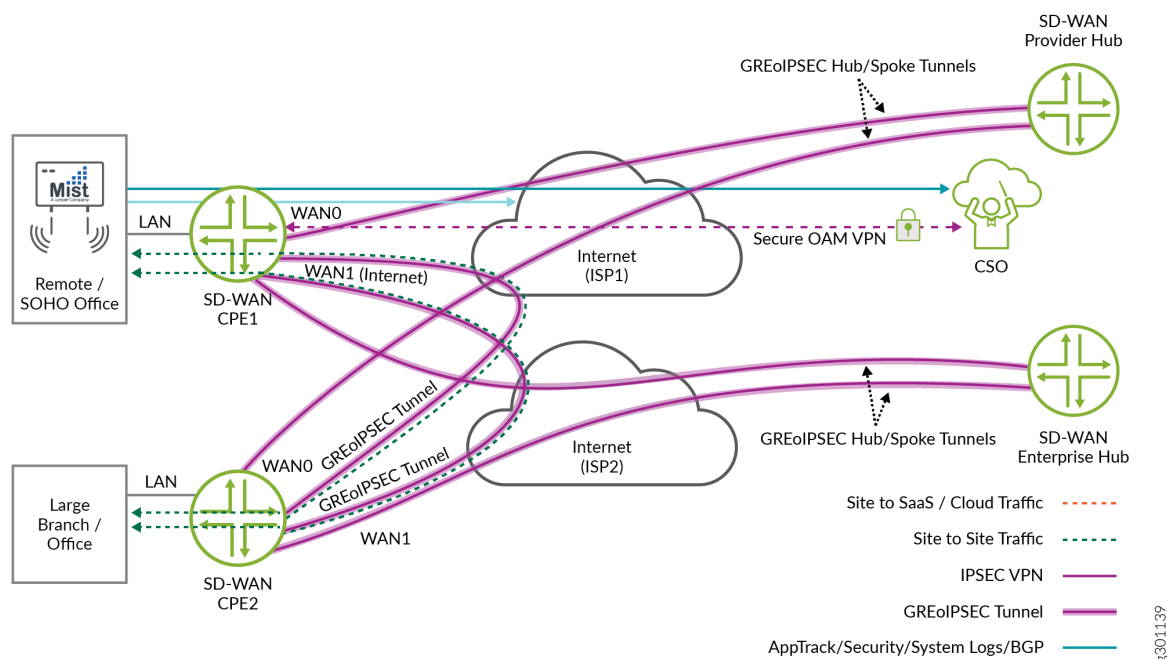 SD-WAN
Provider Hub
GREoIPSEC Hub/Spoke Tunnels
Mist
A Juniper Company
LAN
WAN0
Secure OAM VPN
CSO
Remote /
SOHO Office
WAN1 (Internet)
Internet
(ISP1)
SD-WAN
CPE1
GREoIPSEC Tunnel
GREoIPSEC Tunnel
Internet
(ISP2)
GREoIPSEC Hub/Spoke Tunnels
SD-WAN
Enterprise Hub
WAN0
LAN
Large
Branch /
Office
WAN1
SD-WAN
CPE2
Site to SaaS / Cloud Traffic
Site to Site Traffic
IPSEC VPN
GREoIPSEC Tunnel
AppTrack/Security/System Logs/BGP
g301139